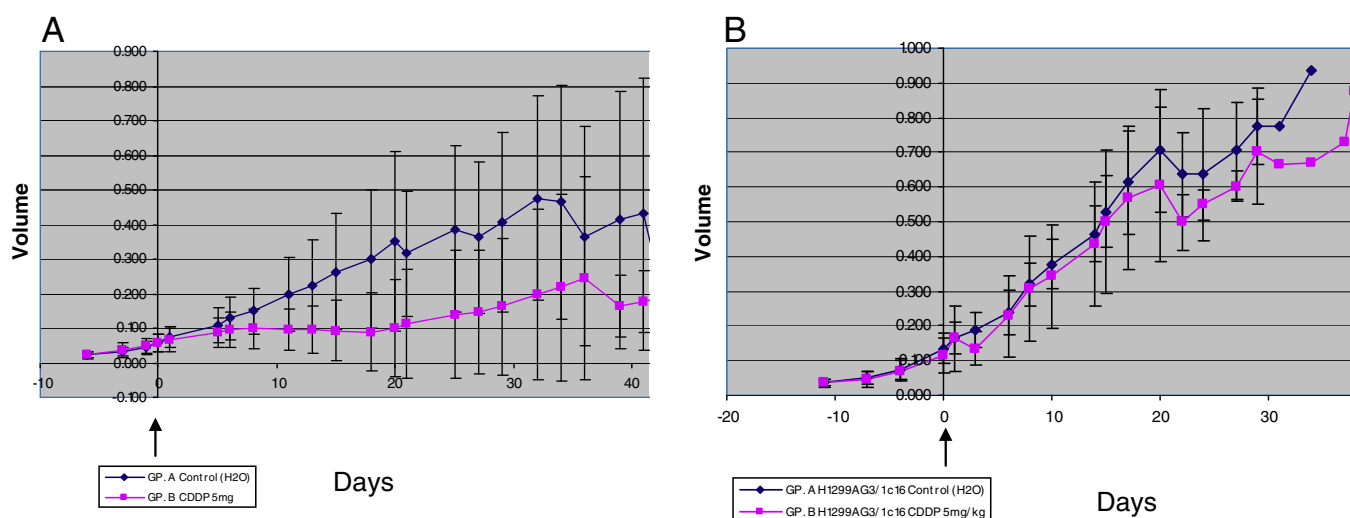 A
0.900
0.800
0.700
0.600
0.500
0.400
0.300
0.200
0.100
0.000
-0.100
Volume
-10 0 10 20 30 40
GP. A Control (H2O)
GP. B CDDP 5mg
Days
B
1.000
0.900
0.800
0.700
0.600
0.500
0.400
0.300
0.200
0.100
0.000
Volume
-20 -10 0 10 20 30
GP. A H1299AG3/1c16 Control (H2O)
GP. B H1299AG3/1c16 CDDP 5mg/kg
Days